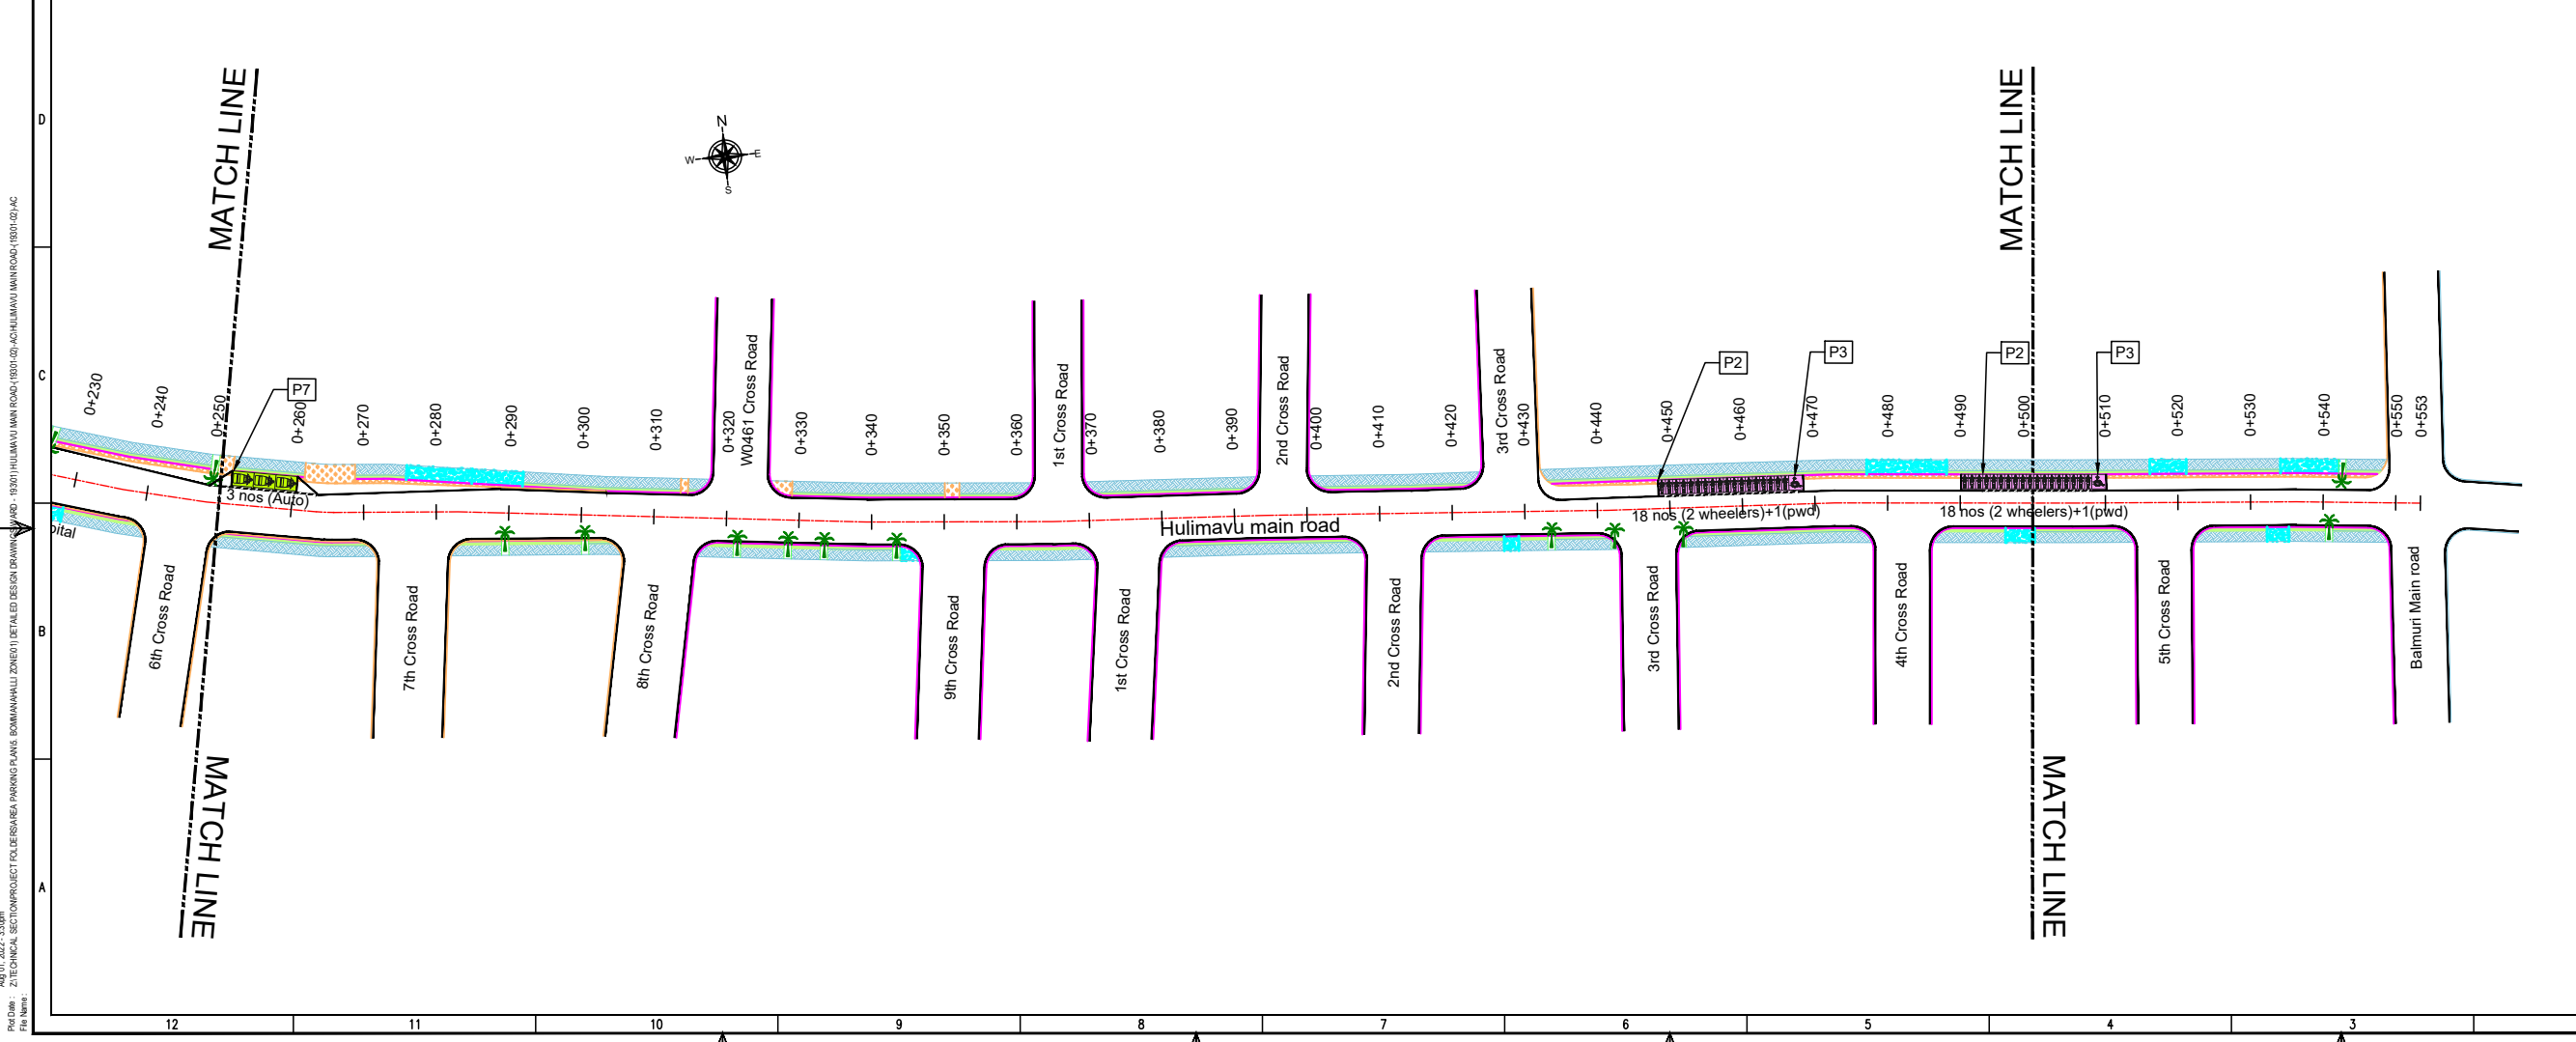 D
C
B
A
MATCH LINE
MATCH LINE
N
W
E
S
P7
P2
P3
P2
P3
0+230
0+240
0+250
0+260
0+270
0+280
0+290
0+300
0+310
0+320
W0461 Cross Road
0+330
0+340
0+350
0+360
1st Cross Road
0+370
0+380
0+390
2nd Cross Road
0+400
0+410
0+420
3rd Cross Road
0+430
0+440
0+450
0+460
0+470
0+480
0+490
0+500
0+510
0+520
0+530
0+540
0+550
0+553
3 nos (Auto)
Hulimavu main road
18 nos (2 wheelers)+1(pwd)
18 nos (2 wheelers)+1(pwd)
pital
6th Cross Road
7th Cross Road
8th Cross Road
9th Cross Road
1st Cross Road
2nd Cross Road
3rd Cross Road
4th Cross Road
5th Cross Road
Balmuri Main road
MATCH LINE
MATCH LINE
12
11
10
9
8
7
6
5
4
3
Plot Date :
File Name :